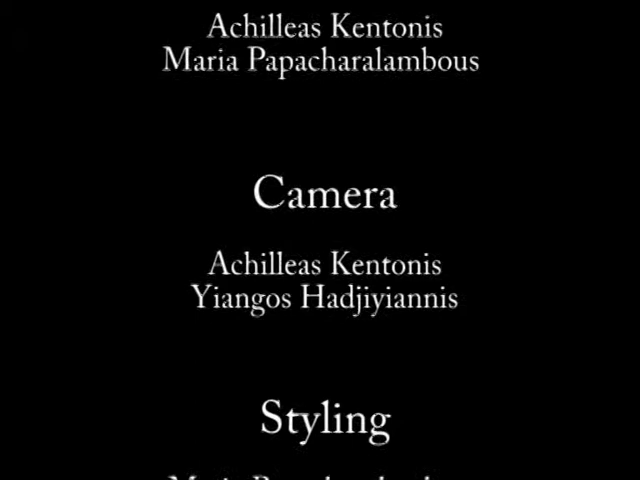 Achilleas Kentonis
Maria Papacharalambous
Camera
Achilleas Kentonis
Yiangos Hadjiyiannis
Styling